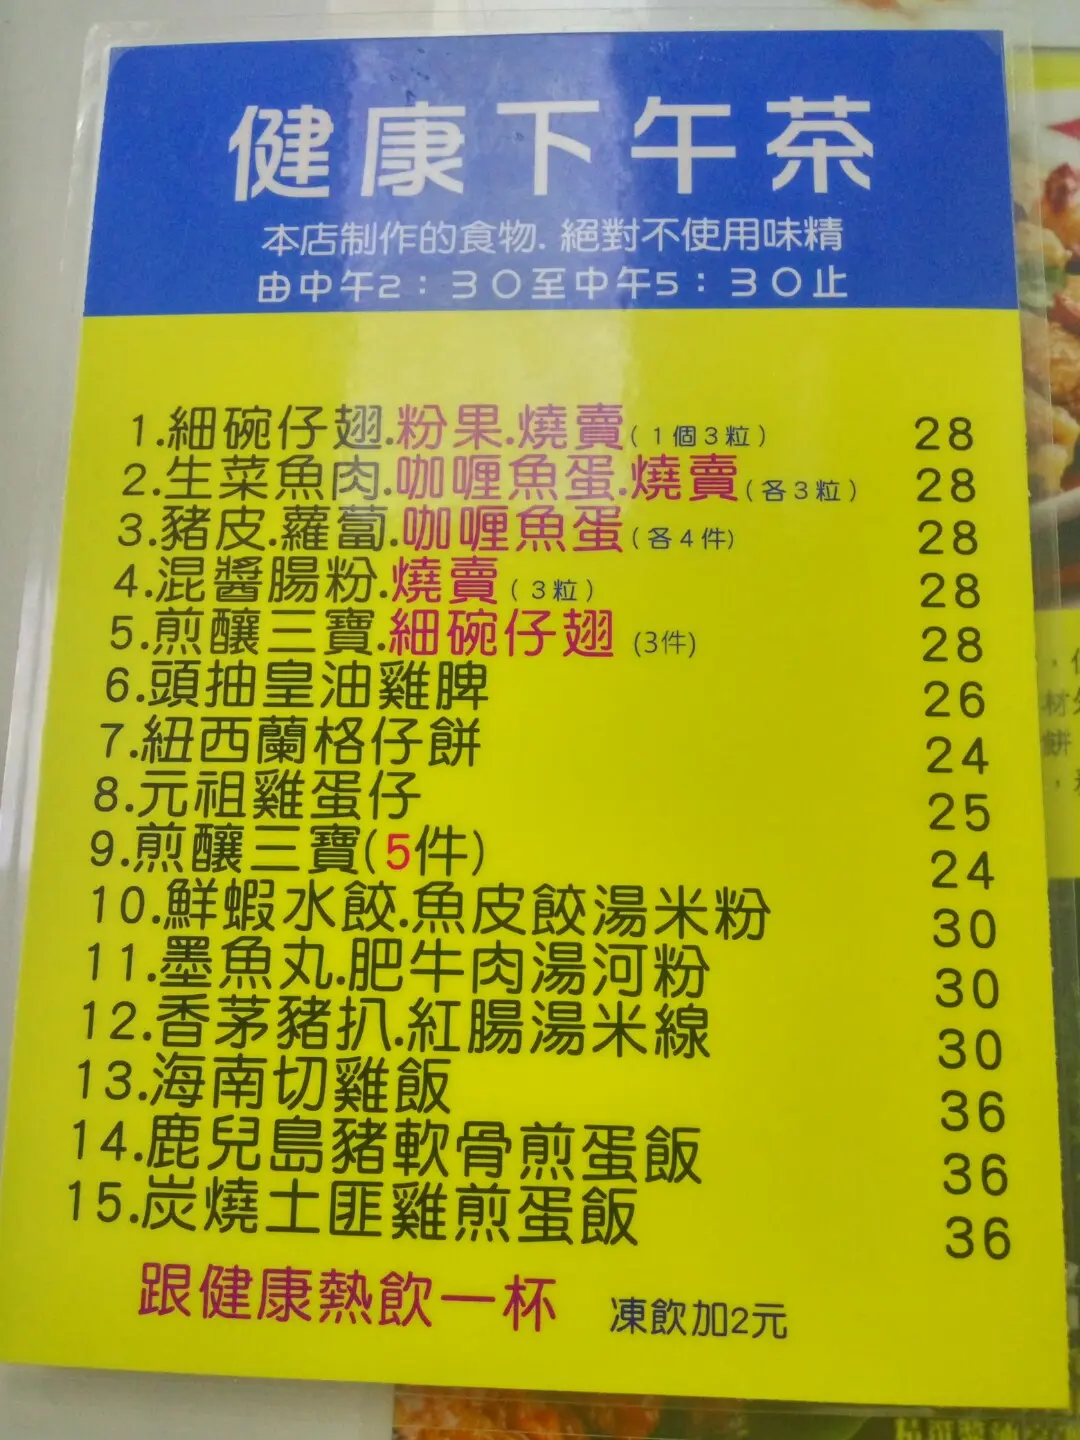 健康下午茶
本店制作的食物.絕對不使用味精
由中午2：30至中午5：30止
1.細碗仔翅.粉果.燒賣(1個3粒) 28
2.生菜魚肉.咖喱魚蛋.燒賣(各3粒) 28
3.豬皮.蘿蔔.咖喱魚蛋(各4件) 28
4.混醬腸粉.燒賣(3粒) 28
5.煎釀三寶.細碗仔翅 (3件) 28
6.頭抽皇油雞脾 26
7.紐西蘭格仔餅 24
8.元祖雞蛋仔 25
9.煎釀三寶(5件) 24
10.鮮蝦水餃.魚皮餃湯米粉 30
11.墨魚丸.肥牛肉湯河粉 30
12.香茅豬扒.紅腸湯米線 30
13.海南切雞飯 36
14.鹿兒島豬軟骨煎蛋飯 36
15.炭燒土匪雞煎蛋飯 36
跟健康熱飲一杯 凍飲加2元